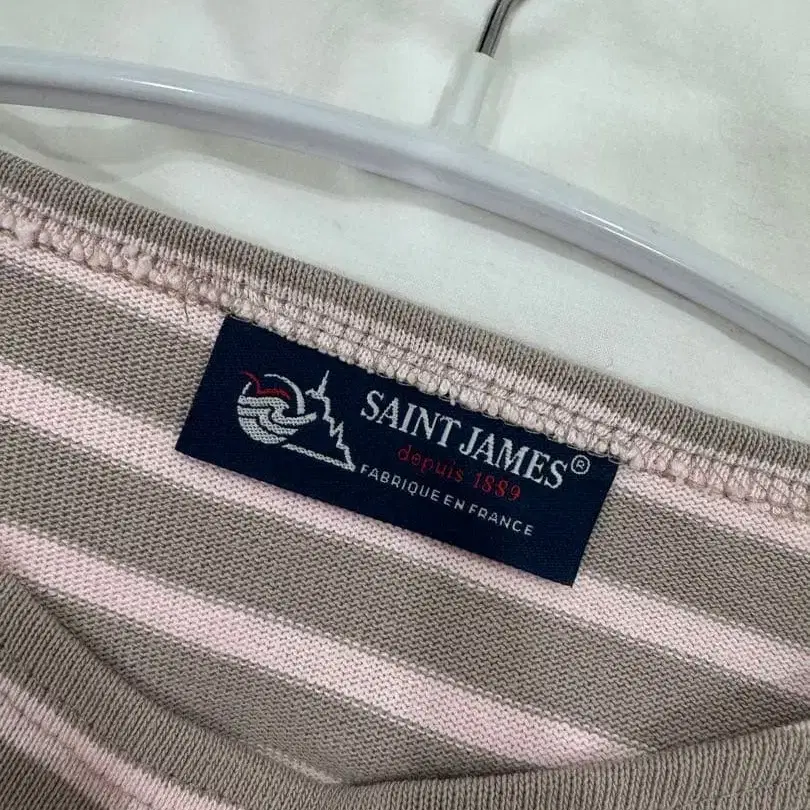 SAINT JAMES®
depuis 1889
FABRIQUE EN FRANCE